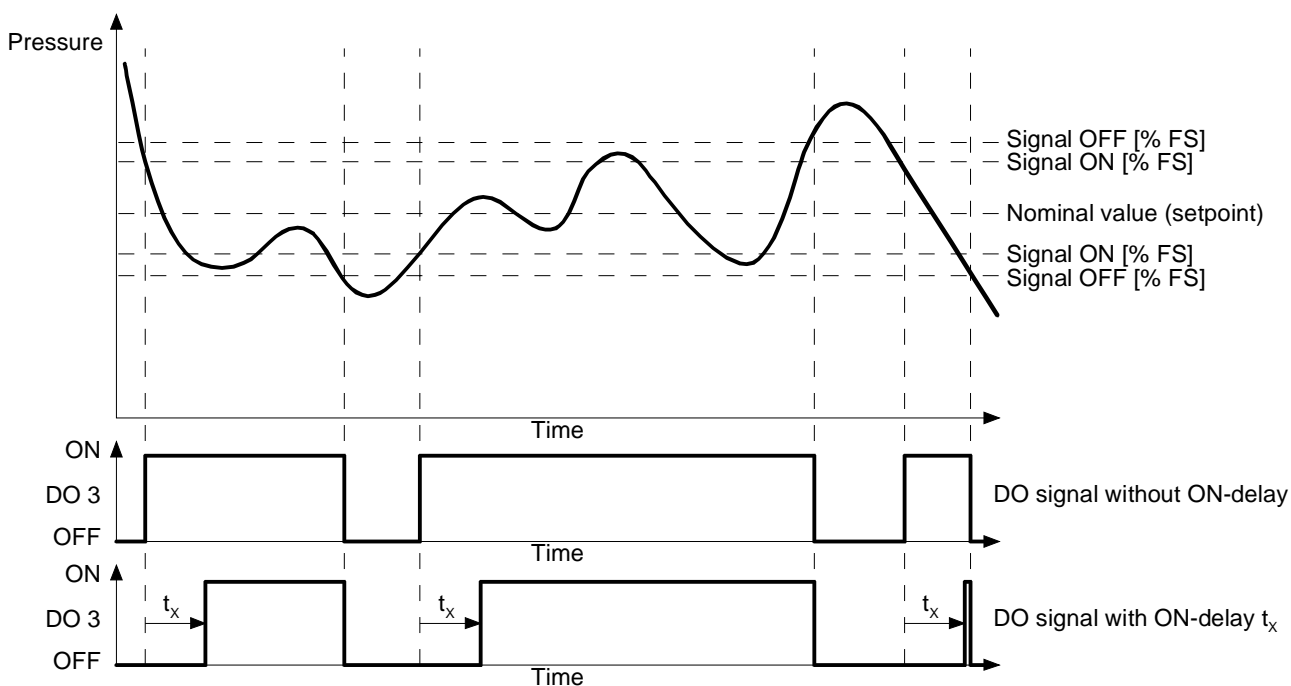 Pressure
Signal OFF [% FS]
Signal ON [% FS]
Nominal value (setpoint)
Signal ON [% FS]
Signal OFF [% FS]
Time
ON
DO 3
OFF
DO signal without ON-delay
Time
ON
DO 3
OFF
tX
tX
tX
DO signal with ON-delay tX
Time